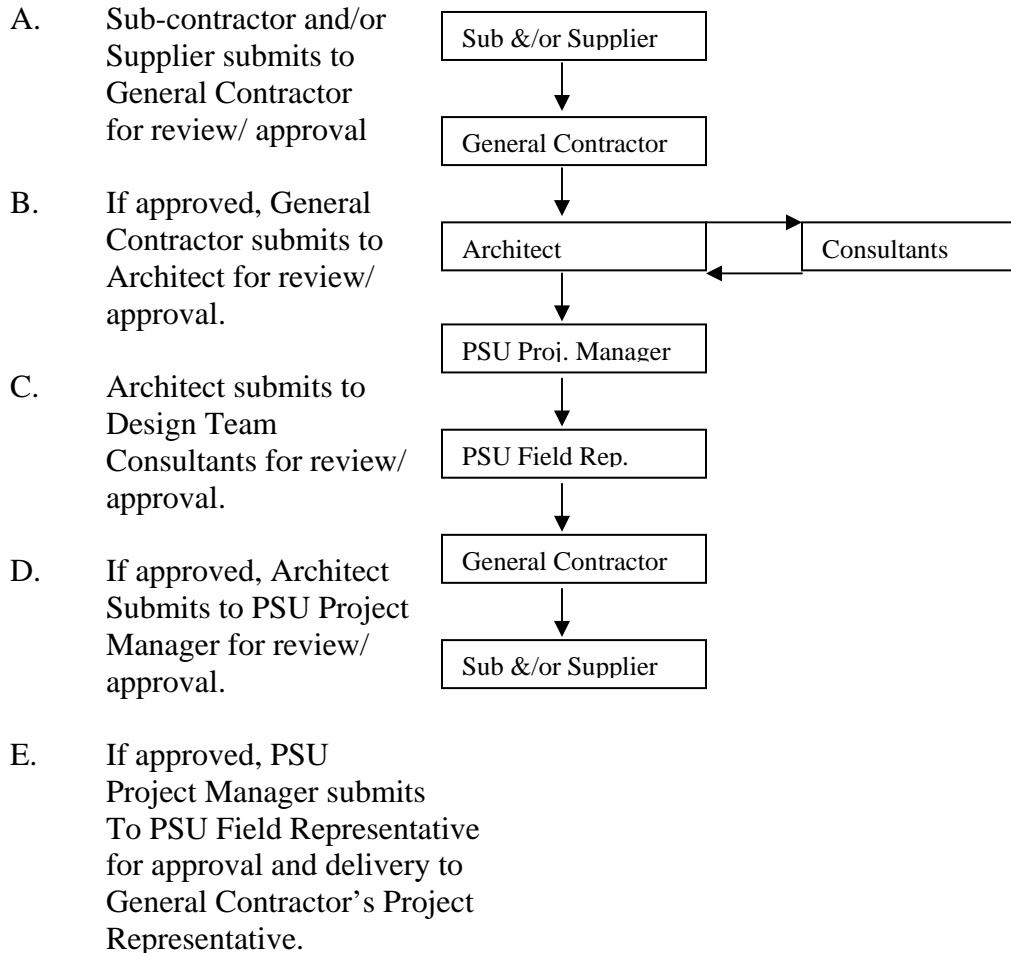 A. Sub-contractor and/or
Supplier submits to
General Contractor
for review/ approval
B. If approved, General
Contractor submits to
Architect for review/
approval.
C. Architect submits to
Design Team
Consultants for review/
approval.
D. If approved, Architect
Submits to PSU Project
Manager for review/
approval.
E. If approved, PSU
Project Manager submits
To PSU Field Representative
for approval and delivery to
General Contractor’s Project
Representative.
Sub &/or Supplier
General Contractor
Architect
Consultants
PSU Proj. Manager
PSU Field Rep.
General Contractor
Sub &/or Supplier